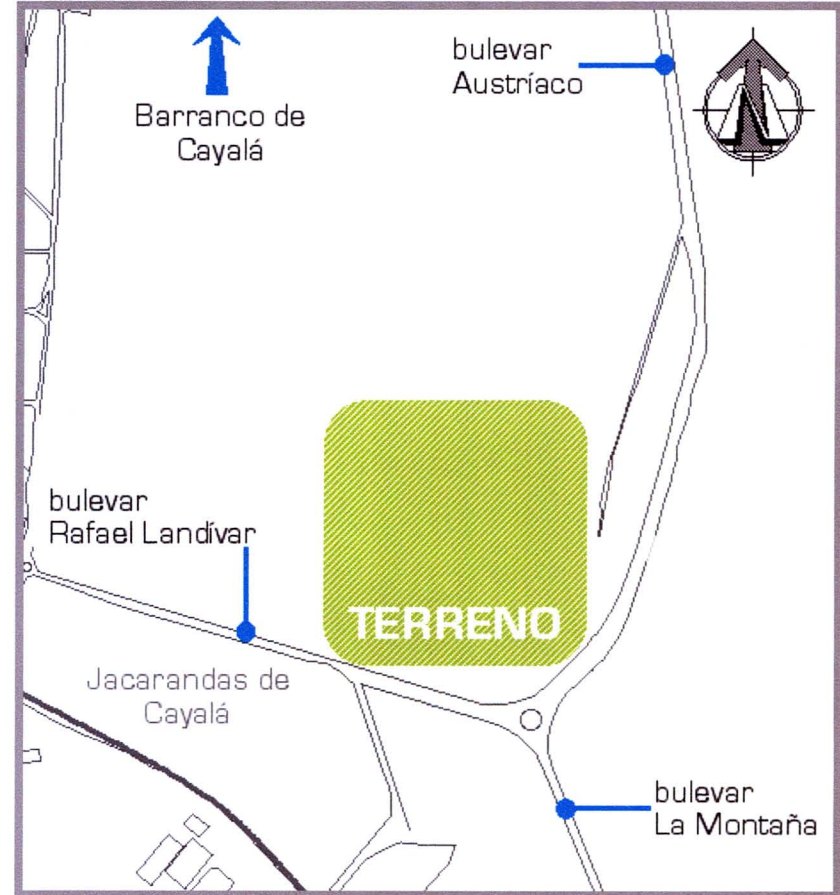 bulevar
Austríaco
Barranco de
Cayalá
bulevar
Rafael Landívar
TERRENO
Jacarandas de
Cayalá
bulevar
La Montaña